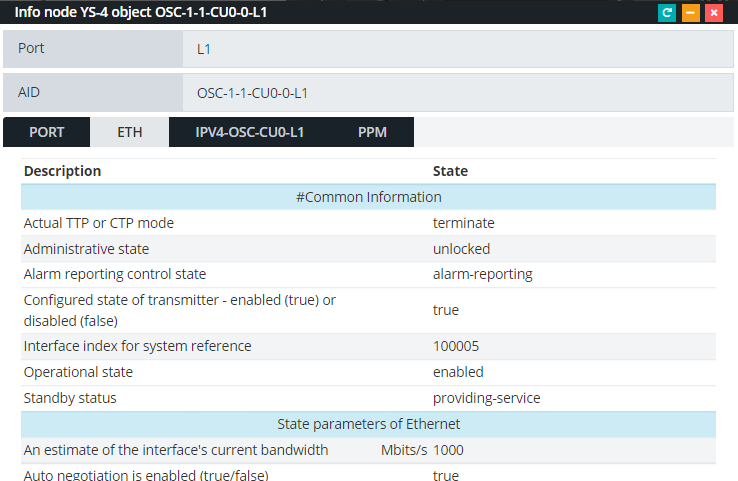 Info node YS-4 object OSC-1-1-CU0-0-L1
Port L1
AID OSC-1-1-CU0-0-L1
PORT ETH IPV4-OSC-CU0-L1 PPM
Description State
#Common Information
Actual TTP or CTP mode terminate
Administrative state unlocked
Alarm reporting control state alarm-reporting
Configured state of transmitter - enabled (true) or
disabled (false) true
Interface index for system reference 100005
Operational state enabled
Standby status providing-service
State parameters of Ethernet
An estimate of the interface's current bandwidth Mbits/s 1000
Auto negotiation is enabled (true/false) true